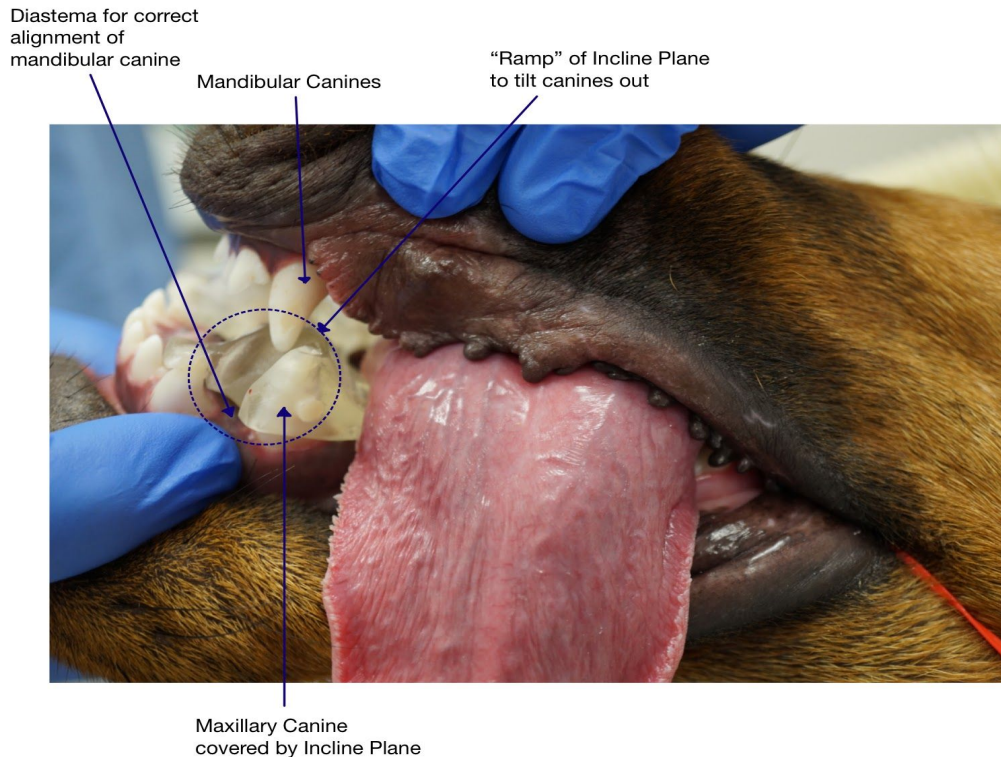 Diastema for correct
alignment of
mandibular canine
Mandibular Canines
“Ramp” of Incline Plane
to tilt canines out
Maxillary Canine
covered by Incline Plane